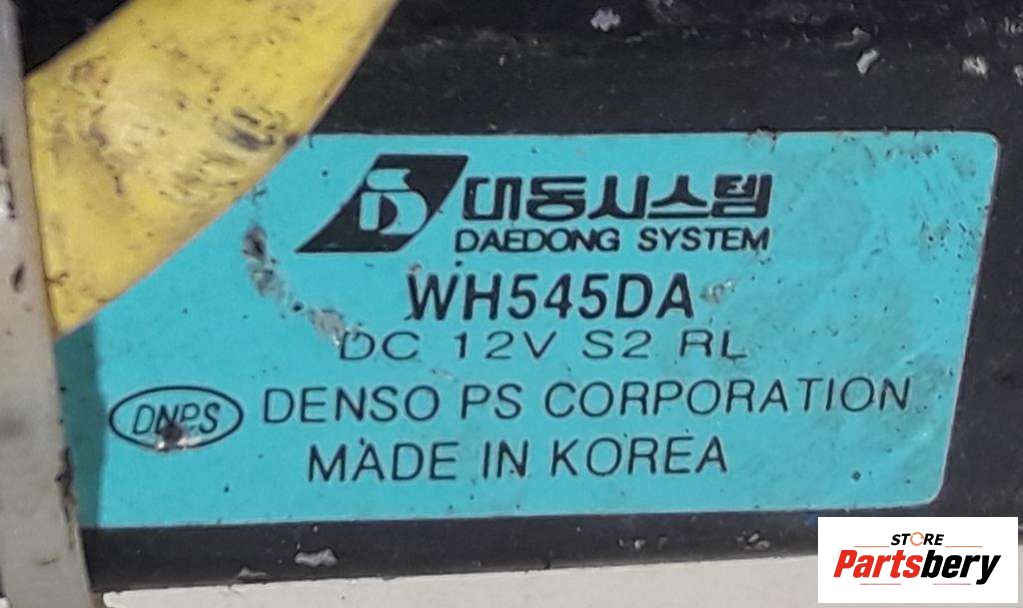 대동시스템
DAEDONG SYSTEM
WH545DA
DC 12V S2 RL
DNPS DENSO PS CORPORATION
MADE IN KOREA
STORE
Partsbery